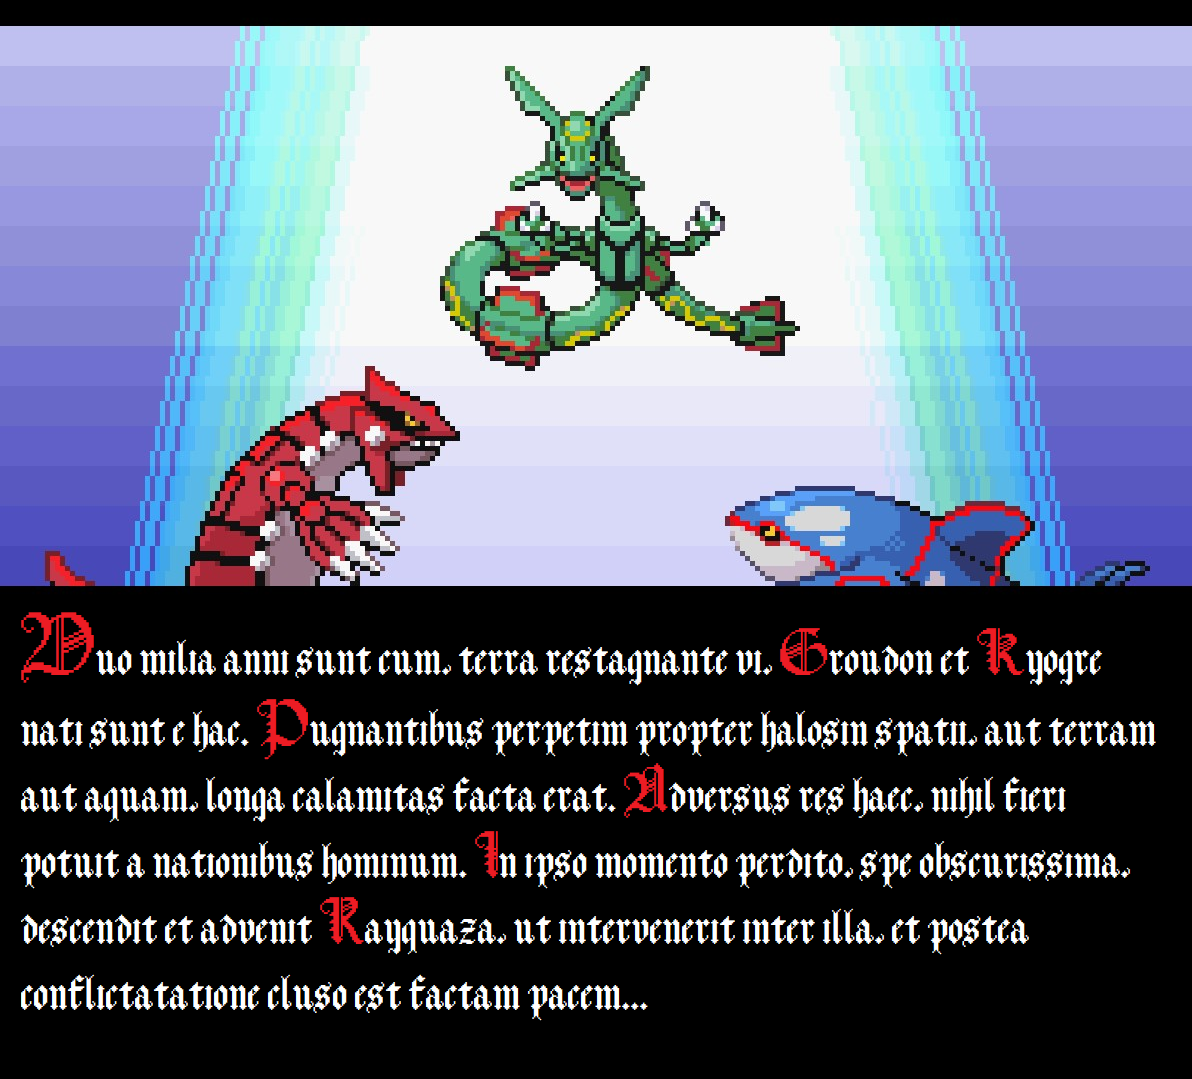 Duo milia anni sunt cum, terra restagnante vi, Groudon et Kyogre
nati sunt e hac. Pugnantibus perpetim propter halosin spatii, aut terram
aut aquam, longa calamitas facta erat. Adversus res haec, nihil fieri
potuit a nationibus hominum. In ipso momento perdito, spe obscurissima,
descendit et advenit Rayquaza, ut intervenerit inter illa, et postea
conflictatatione cluso est factam pacem...